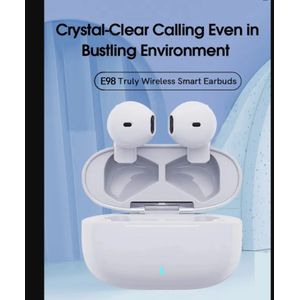 Crystal-Clear Calling Even in
Bustling Environment
E98 Truly Wireless Smart Earbuds